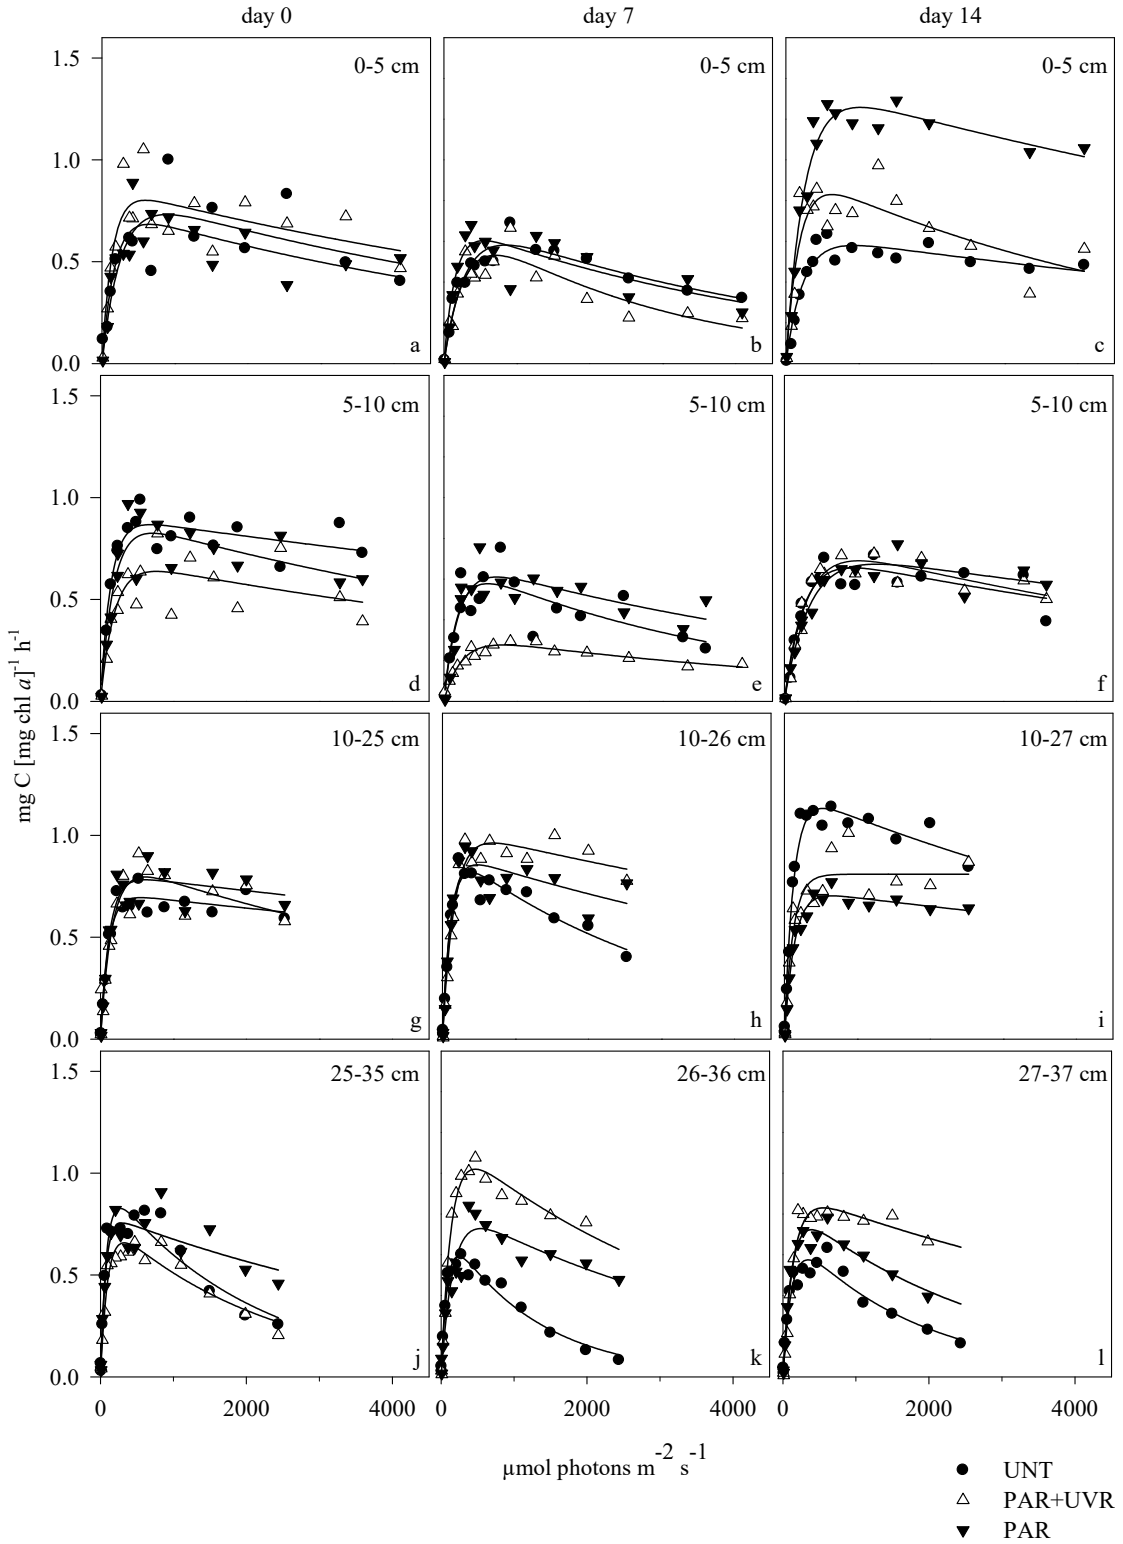 day 0 day 7 day 14
1.5 0-5 cm 0-5 cm 0-5 cm
1.0
0.5
0.0 a b c
1.5 5-10 cm 5-10 cm 5-10 cm
1.0
0.5
0.0 d e f
mg C [mg chl a]-1 h-1
1.5 10-25 cm 10-26 cm 10-27 cm
1.0
0.5
0.0 g h i
1.5 25-35 cm 26-36 cm 27-37 cm
1.0
0.5
0.0 j k l
0 2000 4000 0 2000 4000 0 2000 4000
µmol photons m-2 s-1
UNT
PAR+UVR
PAR